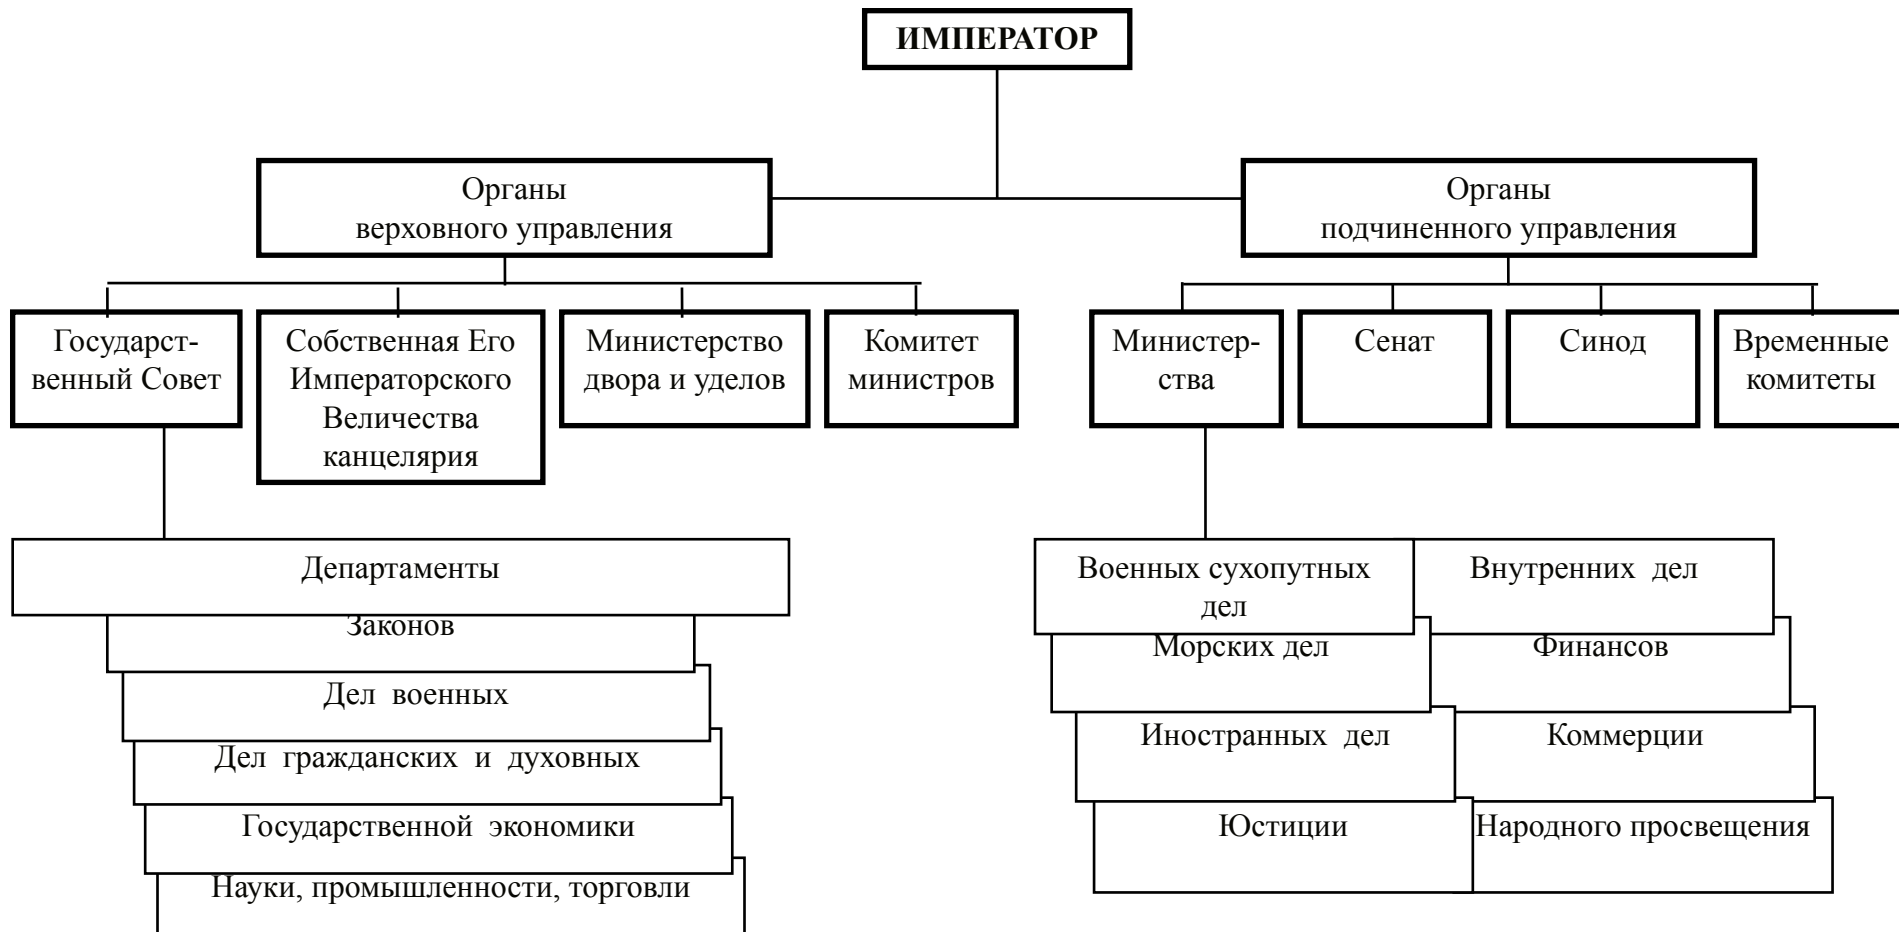 ИМПЕРАТОР
Органы
верховного управления
Органы
подчиненного управления
Государст-
венный Совет
Собственная Его
Императорского
Величества
канцелярия
Министерство
двора и уделов
Комитет
министров
Министер-
ства
Сенат
Синод
Временные
комитеты
Департаменты
Законов
Дел военных
Дел гражданских и духовных
Государственной экономики
Науки, промышленности, торговли
Военных сухопутных
дел
Внутренних дел
Морских дел
Финансов
Иностранных дел
Коммерции
Юстиции
Народного просвещения